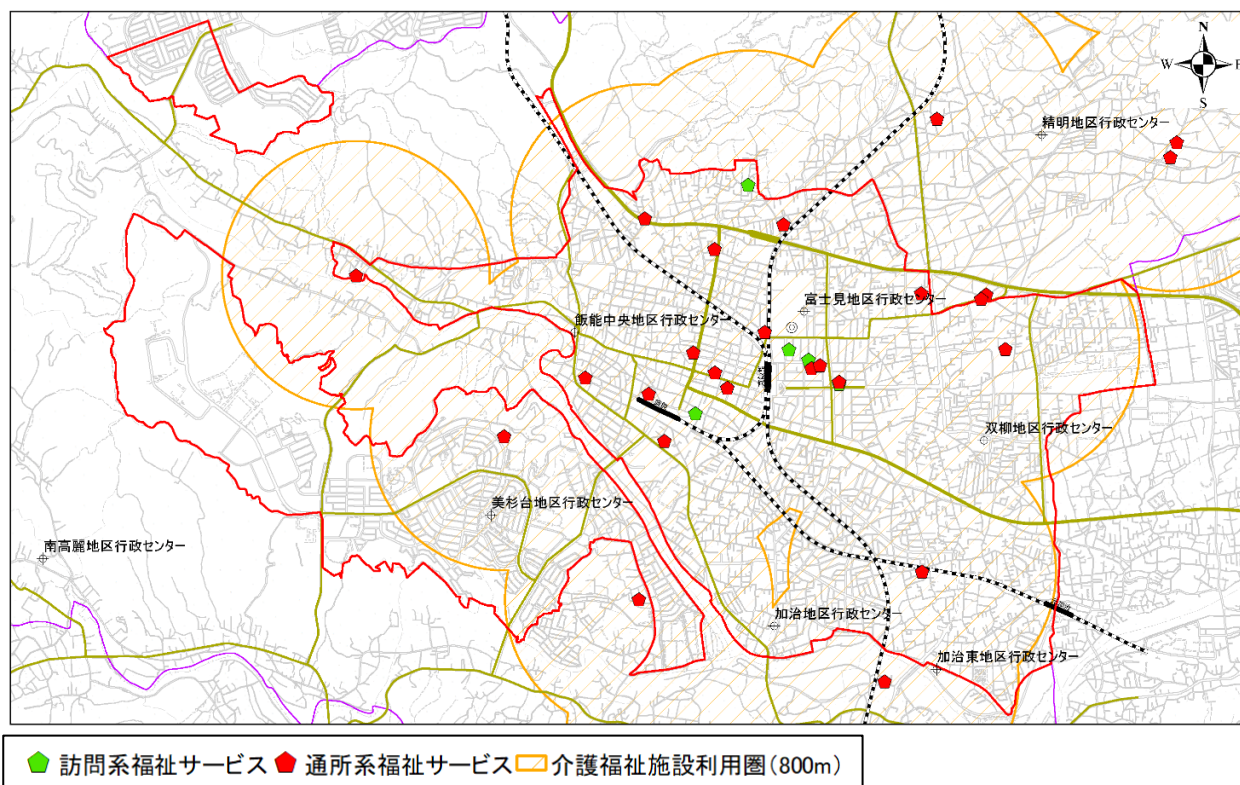 N
W E
S
精明地区行政センター
富士見地区行政センター
飯能中央地区行政センター
双柳地区行政センター
美杉台地区行政センター
南高麗地区行政センター
加治地区行政センター
加治東地区行政センター
訪問系福祉サービス 通所系福祉サービス 介護福祉施設利用圏(800m)